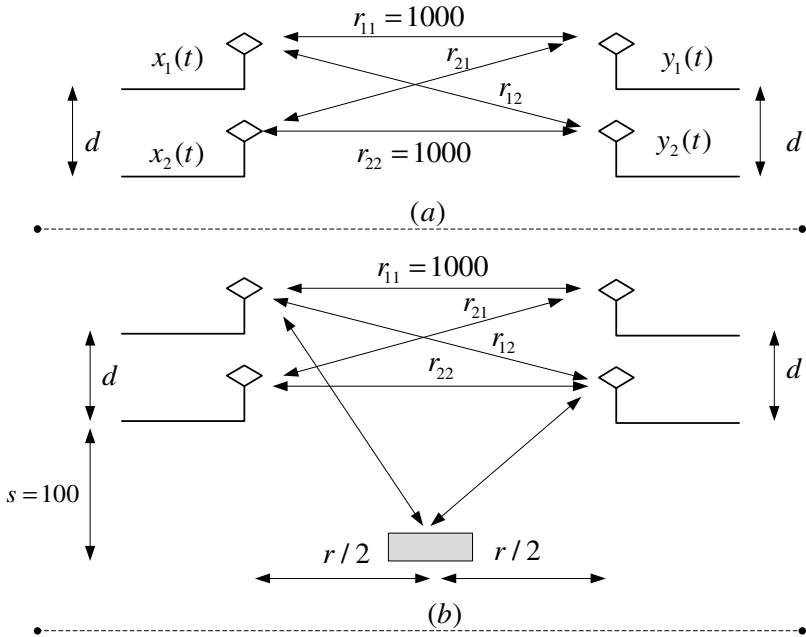 r₁₁ = 1000
x₁(t)
r₂₁
y₁(t)
r₁₂
d
x₂(t)
r₂₂ = 1000
y₂(t)
d
(a)
r₁₁ = 1000
r₂₁
r₁₂
d
r₂₂
d
s = 100
r / 2
r / 2
(b)